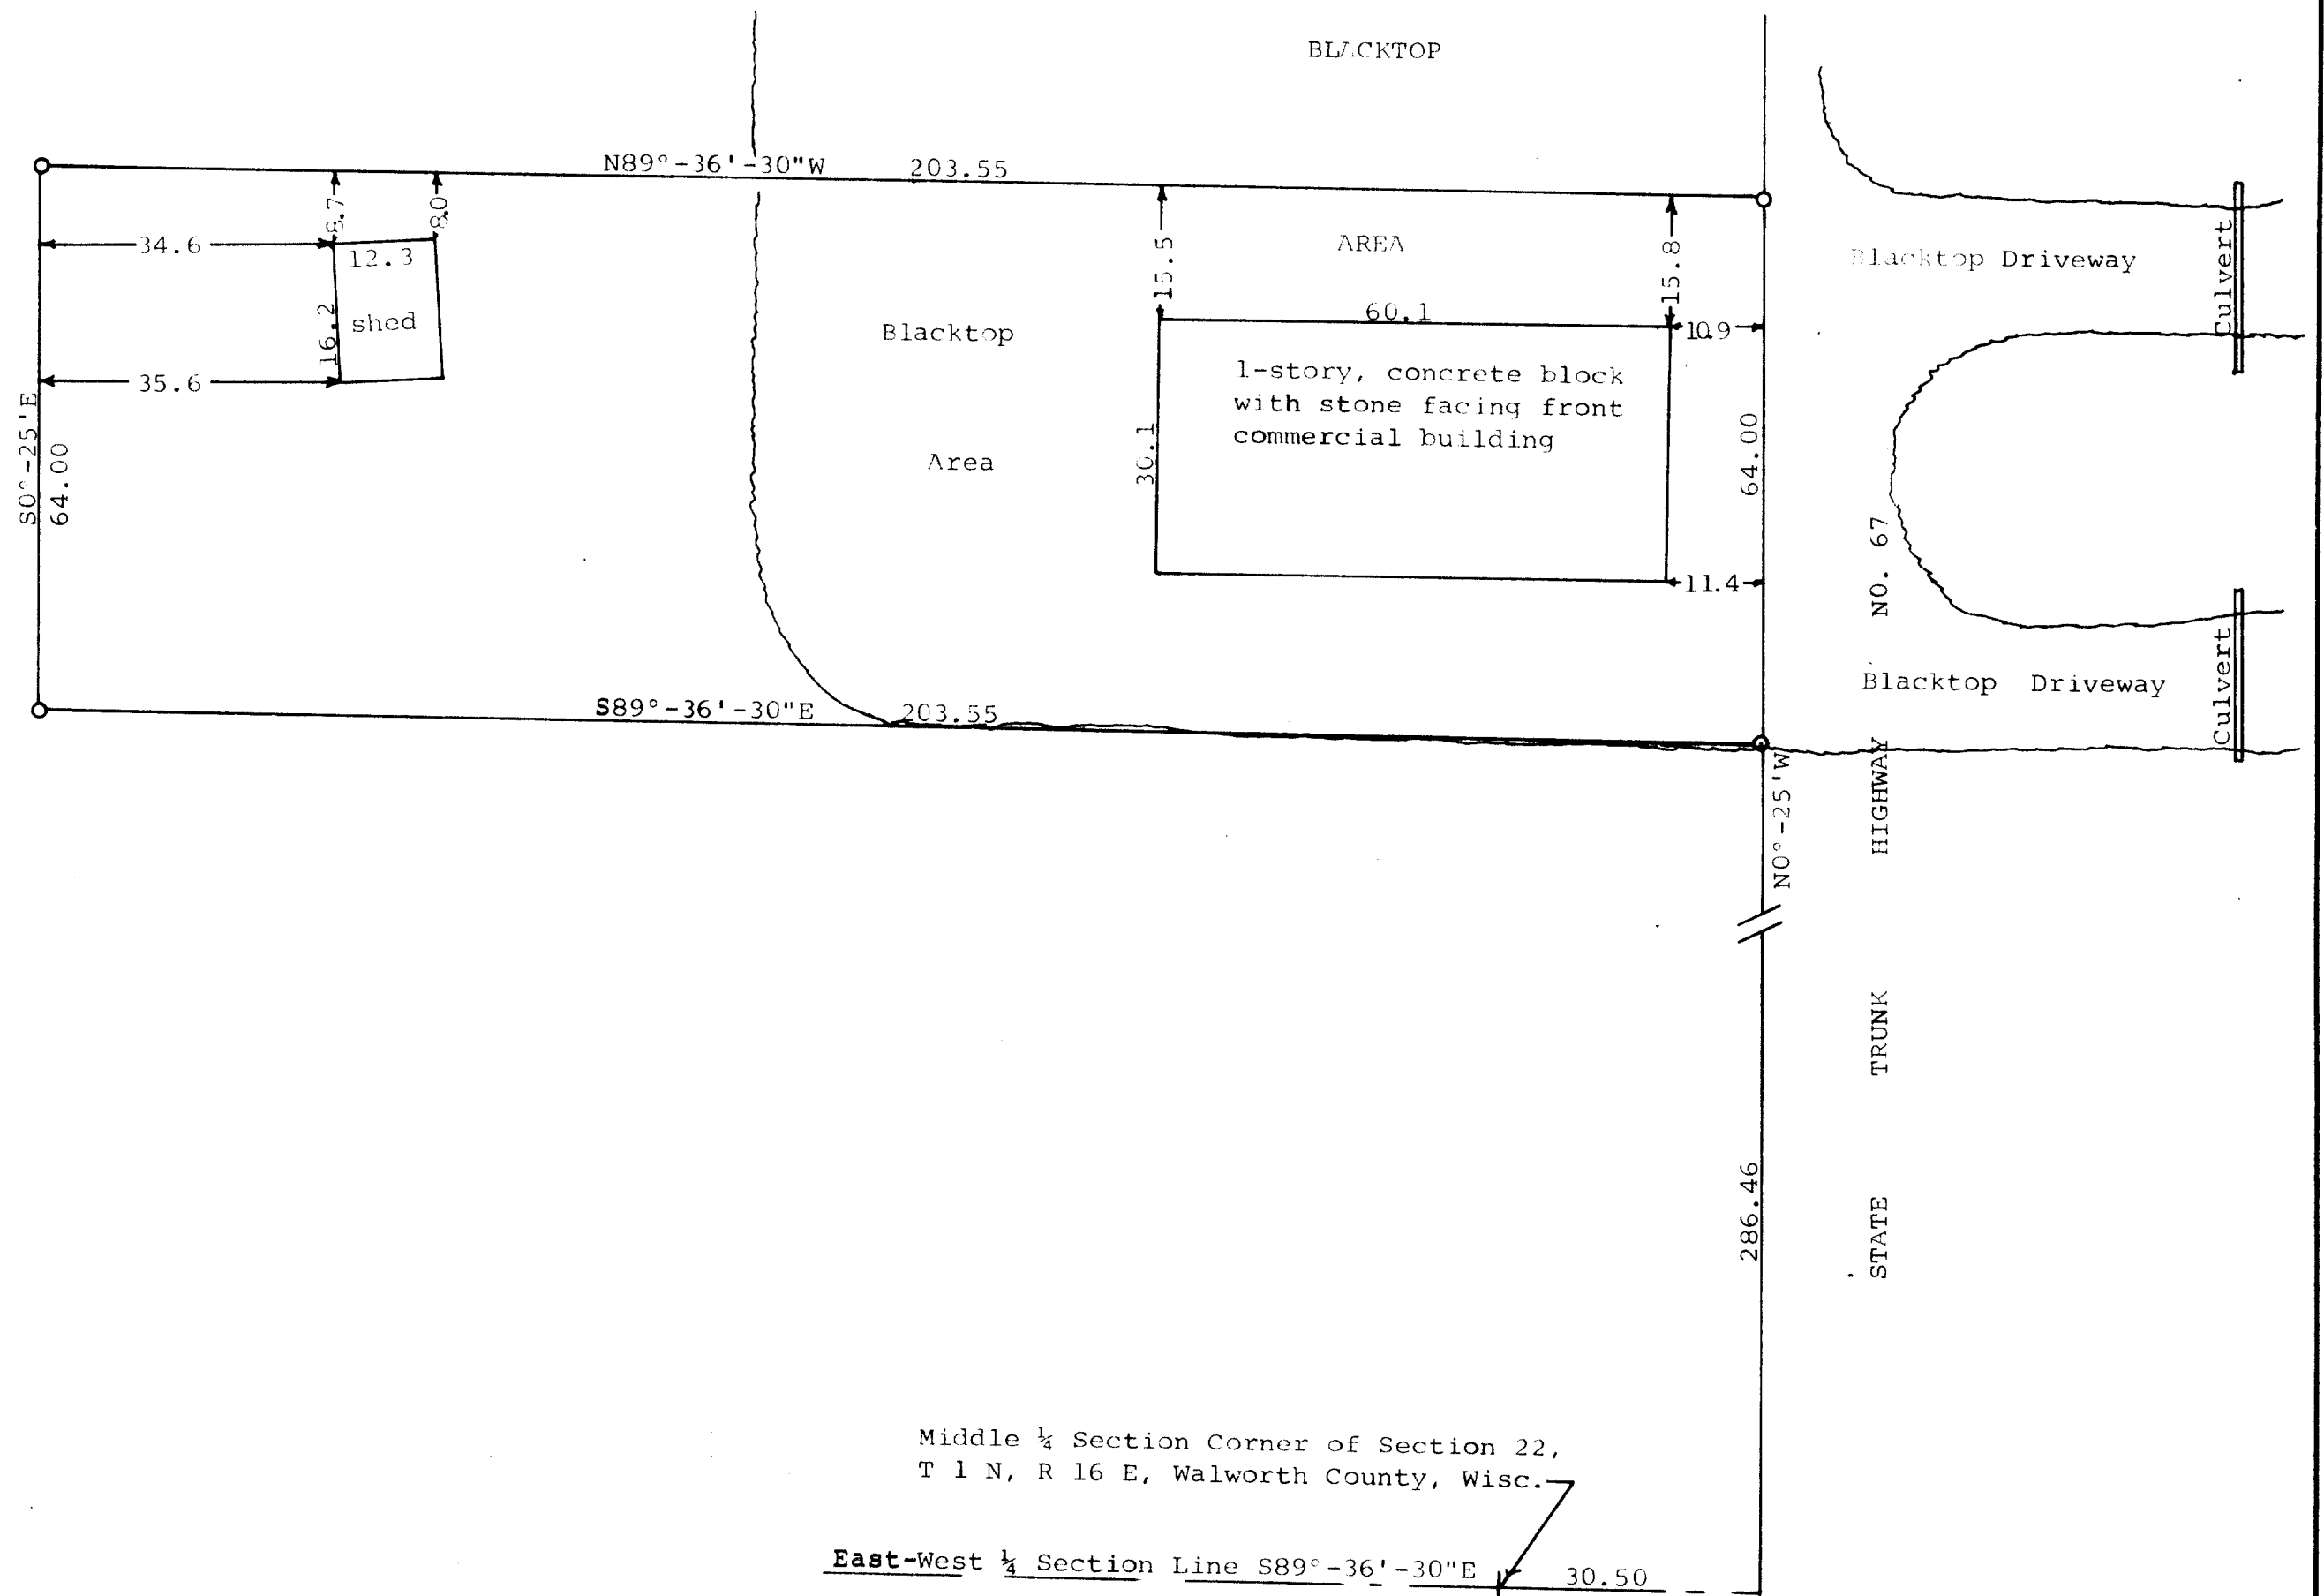 BLACKTOP
N89°-36'-30"W 203.55
8.7
8.0
34.6
12.3
shed
16.2
35.6
S0°-25'E
64.00
15.5
AREA
15.8
60.1
10.9
Blacktop
Area
1-story, concrete block
with stone facing front
commercial building
30.1
64.00
11.4
Blacktop Driveway
Culvert
Blacktop Driveway
Culvert
S89°-36'-30"E 203.55
N0°-25'W
286.46
STATE TRUNK HIGHWAY NO. 67
Middle ¼ Section Corner of Section 22,
T 1 N, R 16 E, Walworth County, Wisc.
East-West ¼ Section Line S89°-36'-30"E 30.50